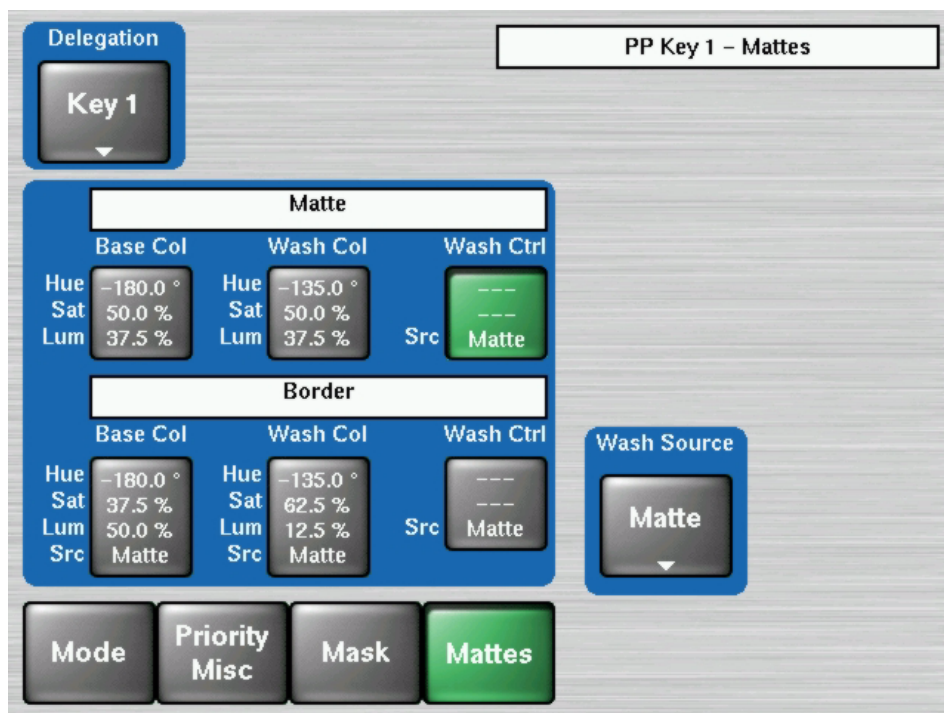 Delegation
PP Key 1 – Mattes
Key 1
Matte
Base Col Wash Col Wash Ctrl
Hue −180.0 ° Hue −135.0 ° ---
Sat 50.0 % Sat 50.0 % ---
Lum 37.5 % Lum 37.5 % Src Matte
Border
Base Col Wash Col Wash Ctrl
Wash Source
Hue −180.0 ° Hue −135.0 ° ---
Sat 37.5 % Sat 62.5 % ---
Lum 50.0 % Lum 12.5 % Src Matte
Src Matte Src Matte
Matte
Mode Priority Misc Mask Mattes